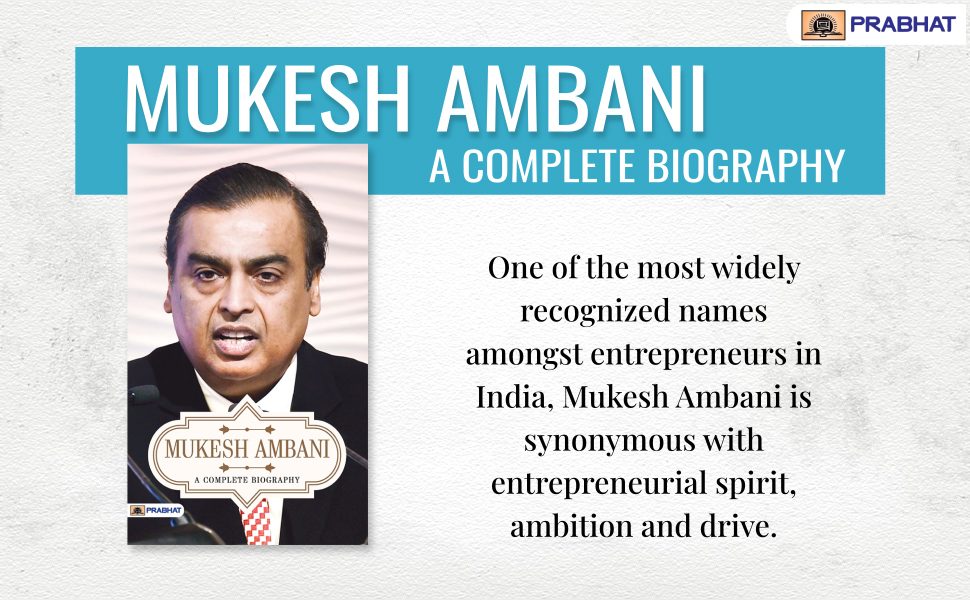 PRABHAT
MUKESH AMBANI
A COMPLETE BIOGRAPHY
MUKESH AMBANI
A COMPLETE BIOGRAPHY
PRABHAT
One of the most widely
recognized names
amongst entrepreneurs in
India, Mukesh Ambani is
synonymous with
entrepreneurial spirit,
ambition and drive.